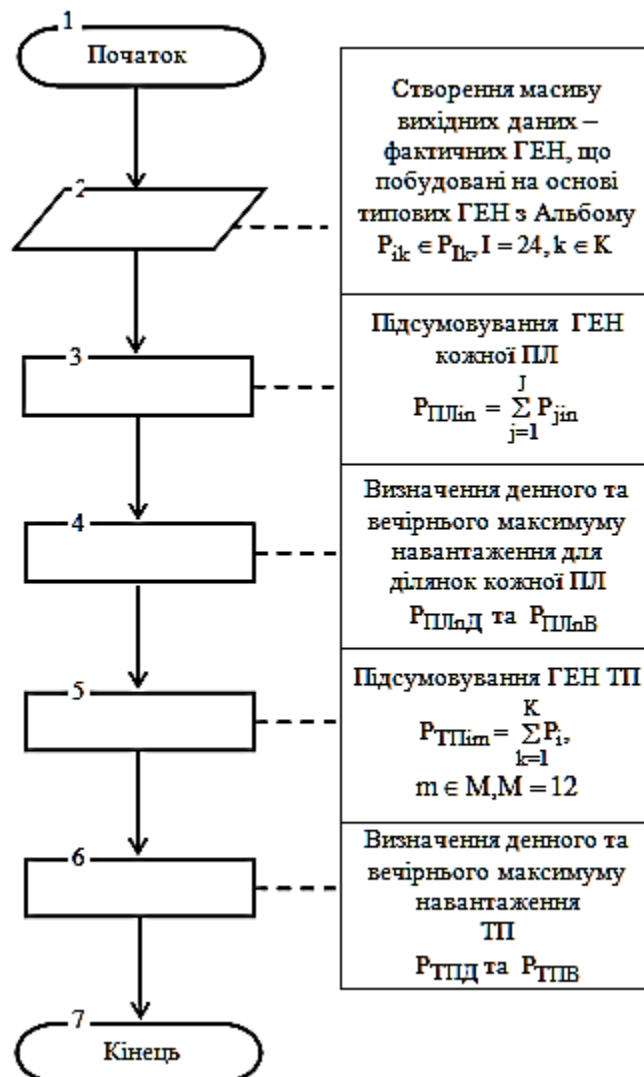 1
Початок
Створення масиву
вихідних даних –
фактичних ГЕН, що
побудовані на основі
типових ГЕН з Альбому
P_ik ∈ P_Ik, I = 24, k ∈ K
2
3
Підсумовування ГЕН
кожної ПЛ
P_ПЛin = ∑_{j=1}^{J} P_jin
4
Визначення денного та
вечірнього максимуму
навантаження для
ділянок кожної ПЛ
P_ПЛnД та P_ПЛnВ
5
Підсумовування ГЕН ТП
P_ТПim = ∑_{k=1}^{K} P_i,
m ∈ M, M = 12
6
Визначення денного та
вечірнього максимуму
навантаження
ТП
P_ТПД та P_ТПВ
7
Кінець